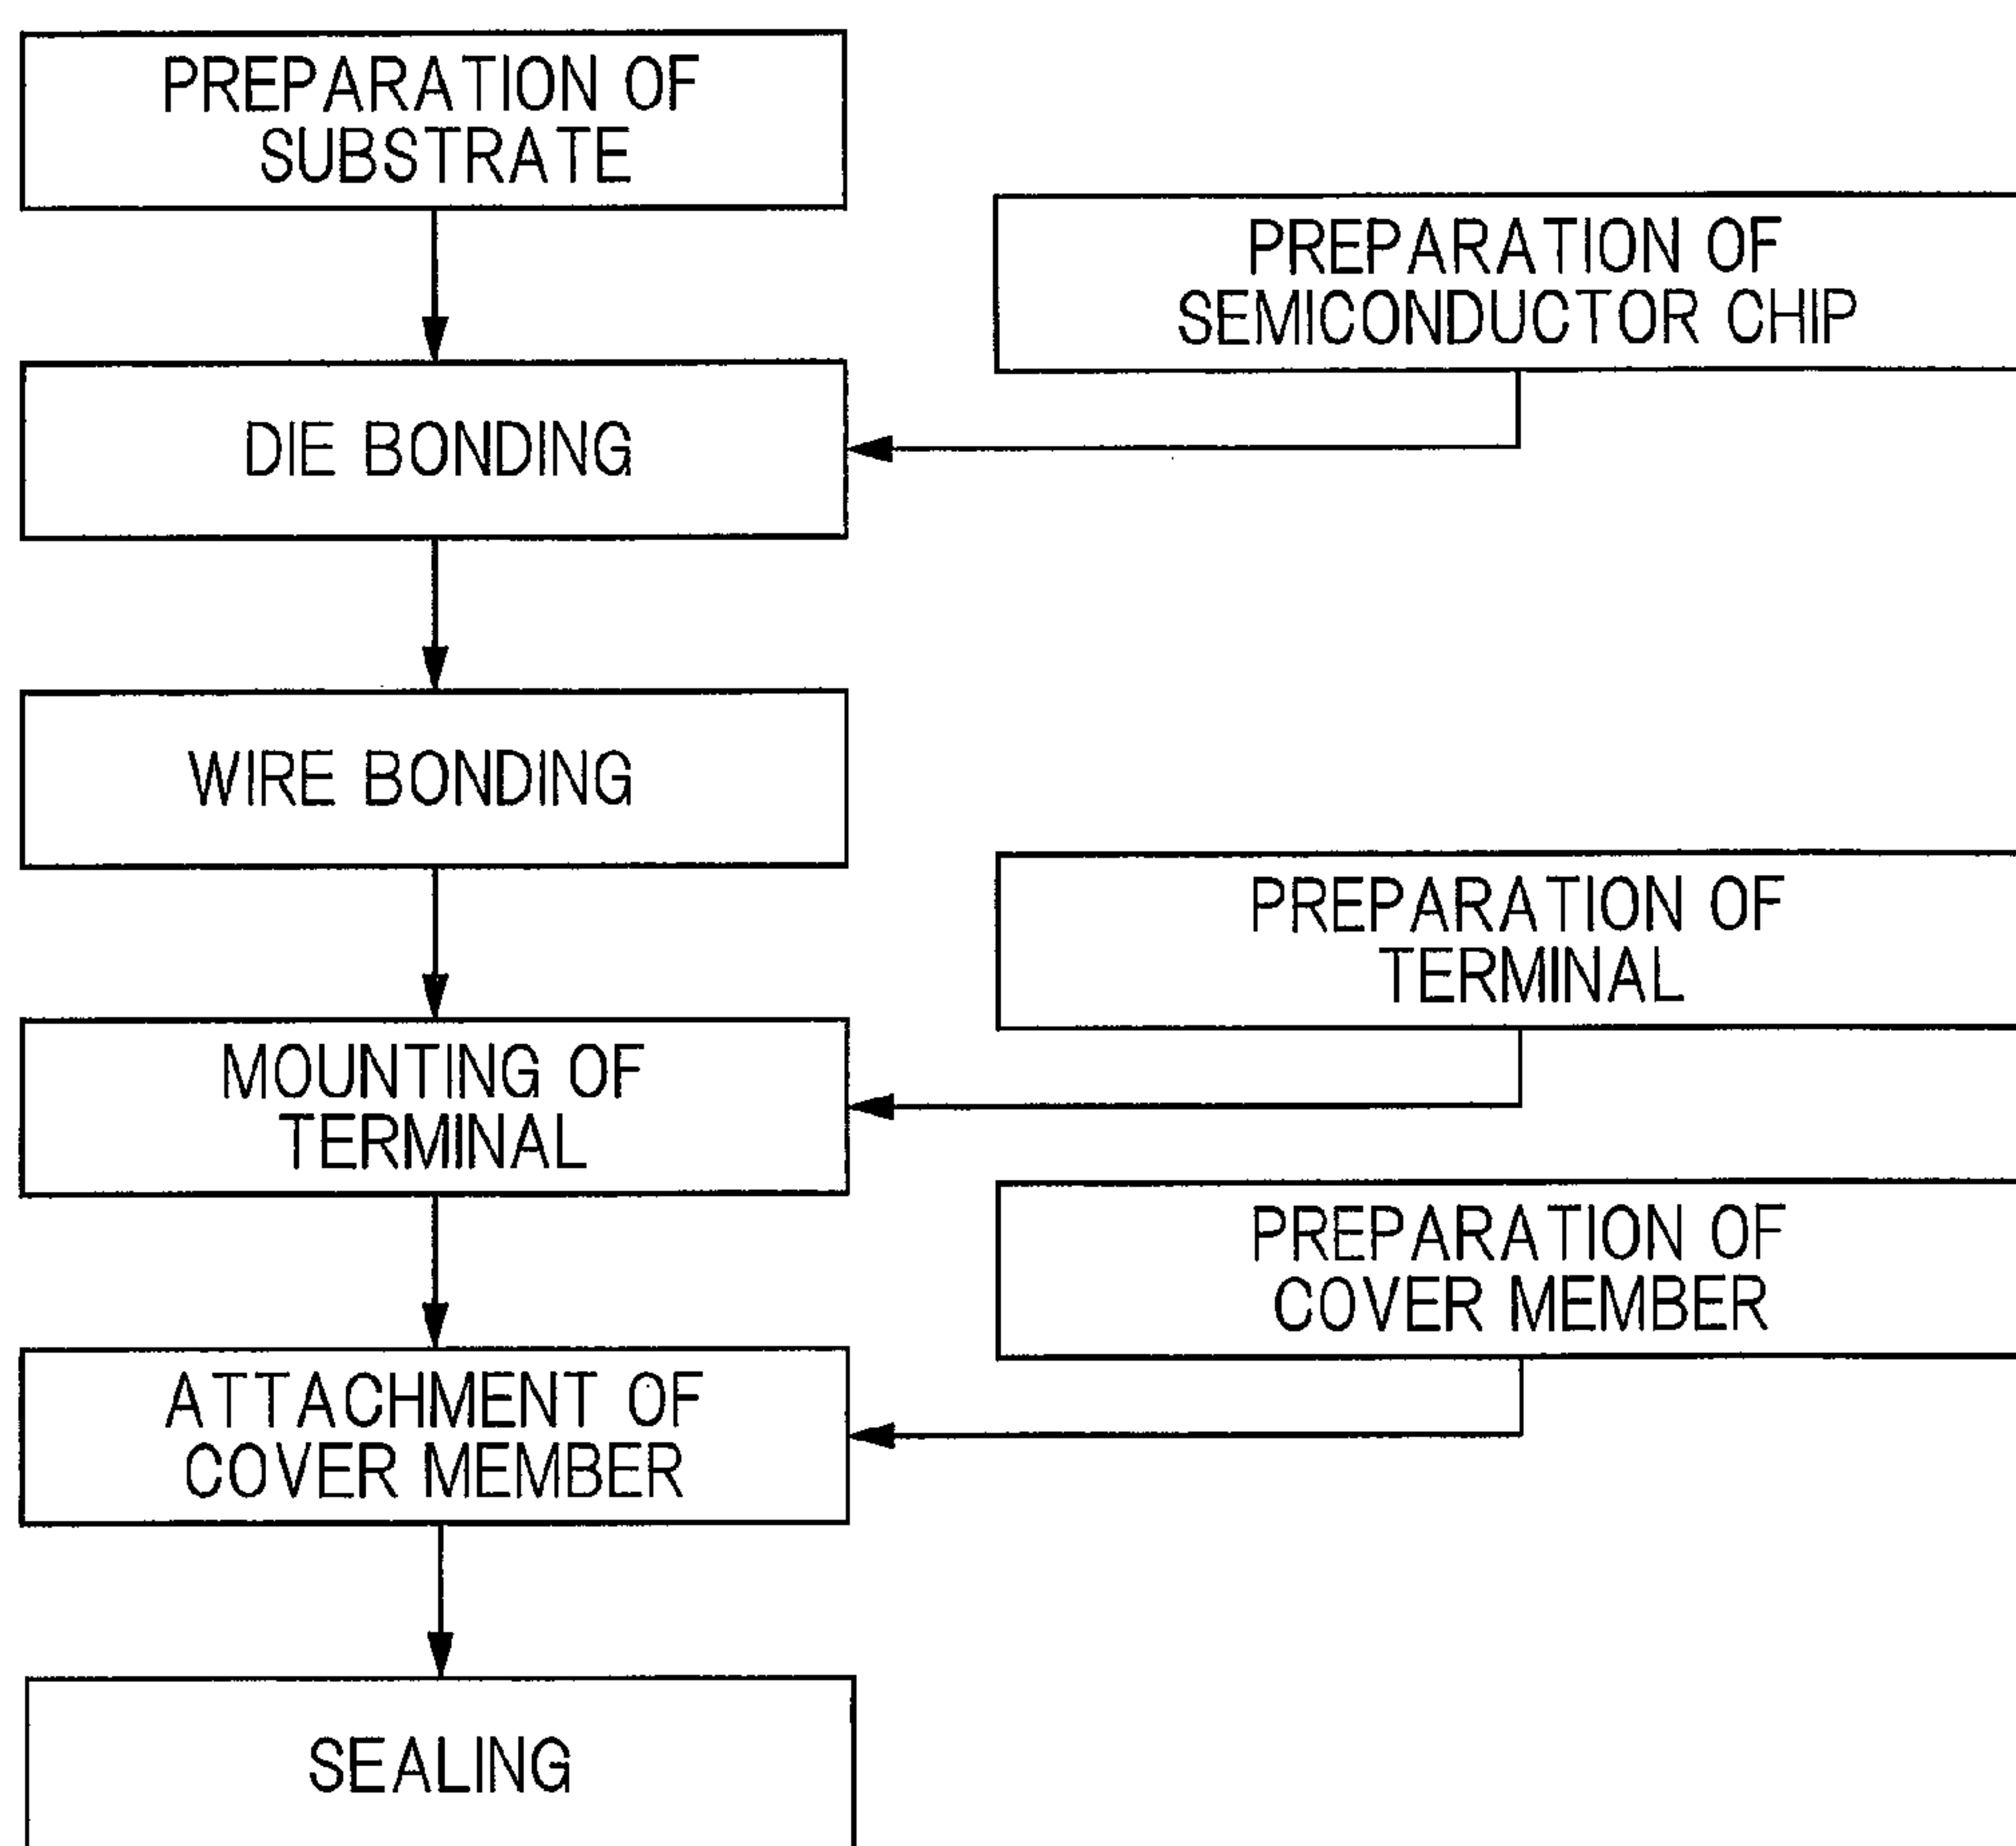 PREPARATION OF
SUBSTRATE
PREPARATION OF
SEMICONDUCTOR CHIP
DIE BONDING
WIRE BONDING
PREPARATION OF
TERMINAL
MOUNTING OF
TERMINAL
PREPARATION OF
COVER MEMBER
ATTACHMENT OF
COVER MEMBER
SEALING